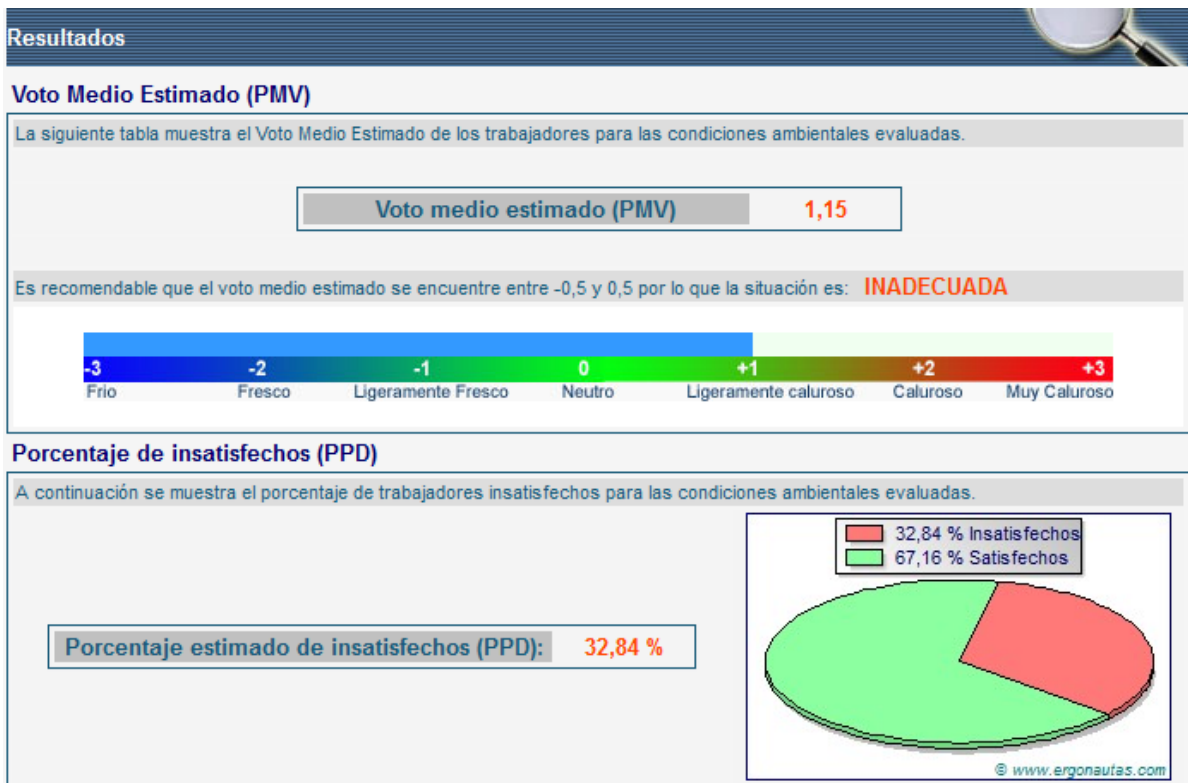 Resultados
Voto Medio Estimado (PMV)
La siguiente tabla muestra el Voto Medio Estimado de los trabajadores para las condiciones ambientales evaluadas.
Voto medio estimado (PMV) 1,15
Es recomendable que el voto medio estimado se encuentre entre -0,5 y 0,5 por lo que la situación es: INADECUADA
-3 -2 -1 0 +1 +2 +3
Frio Fresco Ligeramente Fresco Neutro Ligeramente caluroso Caluroso Muy Caluroso
Porcentaje de insatisfechos (PPD)
A continuación se muestra el porcentaje de trabajadores insatisfechos para las condiciones ambientales evaluadas.
32,84 % Insatisfechos
67,16 % Satisfechos
Porcentaje estimado de insatisfechos (PPD): 32,84 %
© www.ergonautas.com